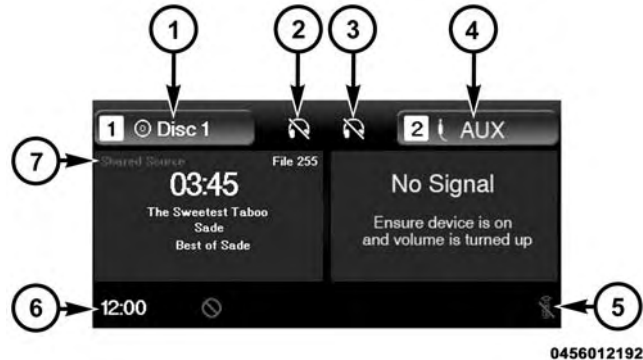 1 2 3 4
1 Disc 1 2 AUX
7 Shared Source File 255
03:45
The Sweetest Taboo
Sade
Best of Sade
No Signal
Ensure device is on
and volume is turned up
6 12:00 5
0456012192